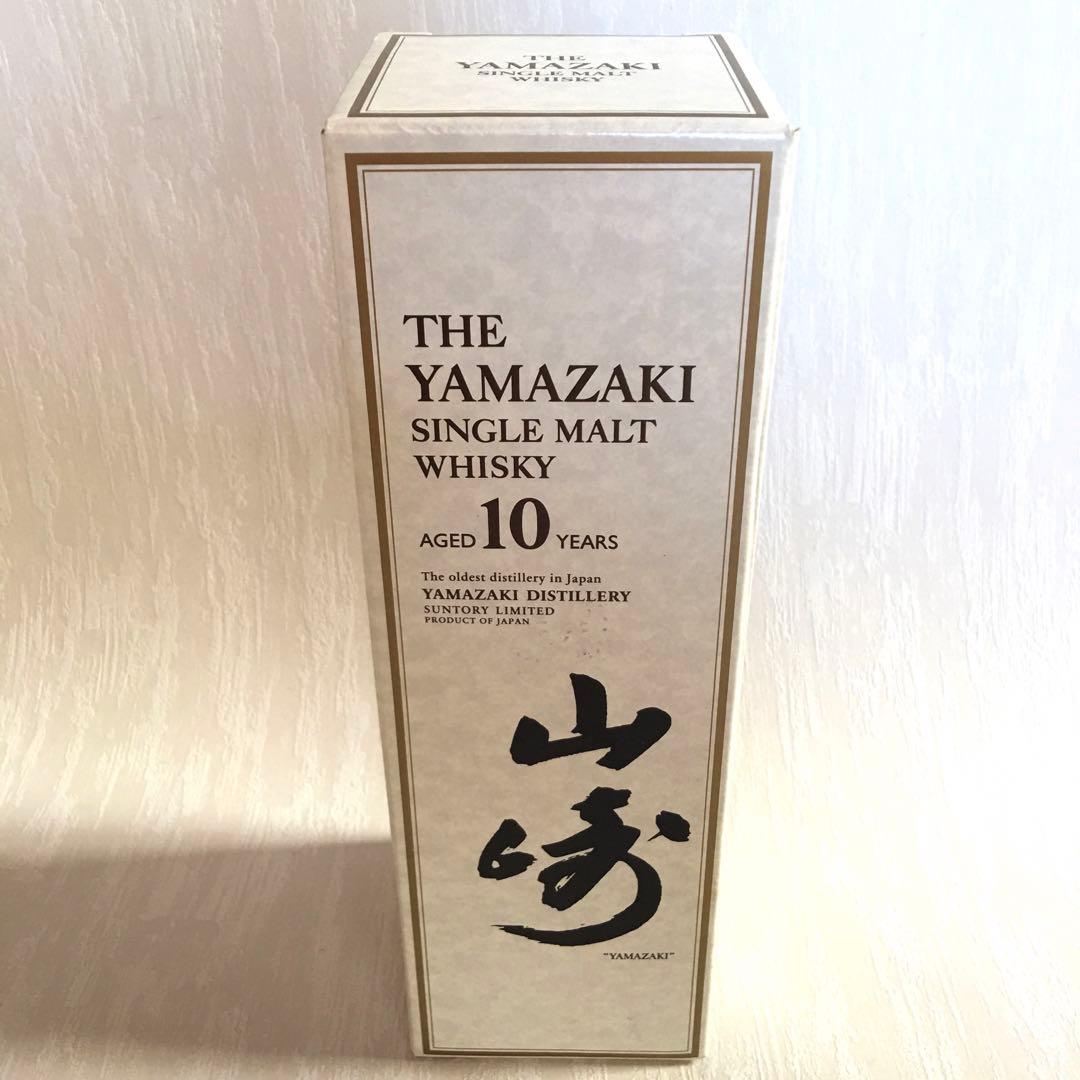 THE
YAMAZAKI
SINGLE MALT
WHISKY
THE
YAMAZAKI
SINGLE MALT
WHISKY
AGED 10 YEARS
The oldest distillery in Japan
YAMAZAKI DISTILLERY
SUNTORY LIMITED
PRODUCT OF JAPAN
山
崎
"YAMAZAKI"